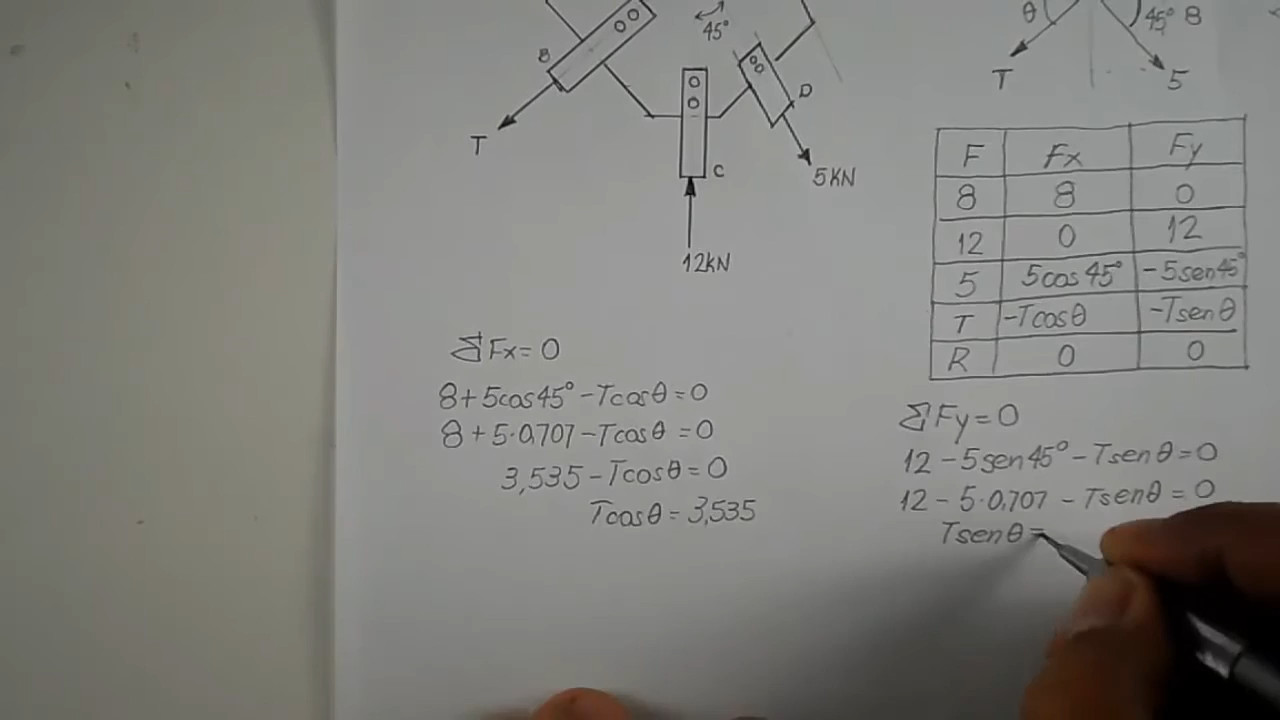 B
45°
D
T
C
5KN
12KN
θ
45°
8
T
5
F Fx Fy
8 8 0
12 0 12
5 5cos45° -5sen45°
T -Tcosθ -Tsenθ
R 0 0
ΣFx=0
8+5cos45°-Tcosθ=0
8+5·0.707-Tcosθ=0
3,535-Tcosθ=0
Tcosθ=3,535
ΣFy=0
12-5sen45°-Tsenθ=0
12-5·0.707-Tsenθ=0
Tsenθ=